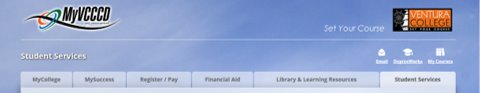 MyVCCCD
Set Your Course
VENTURA
COLLEGE
SET YOUR COURSE
Student Services
Email DegreeWorks My Courses
MyCollege MySuccess Register / Pay Financial Aid Library & Learning Resources Student Services